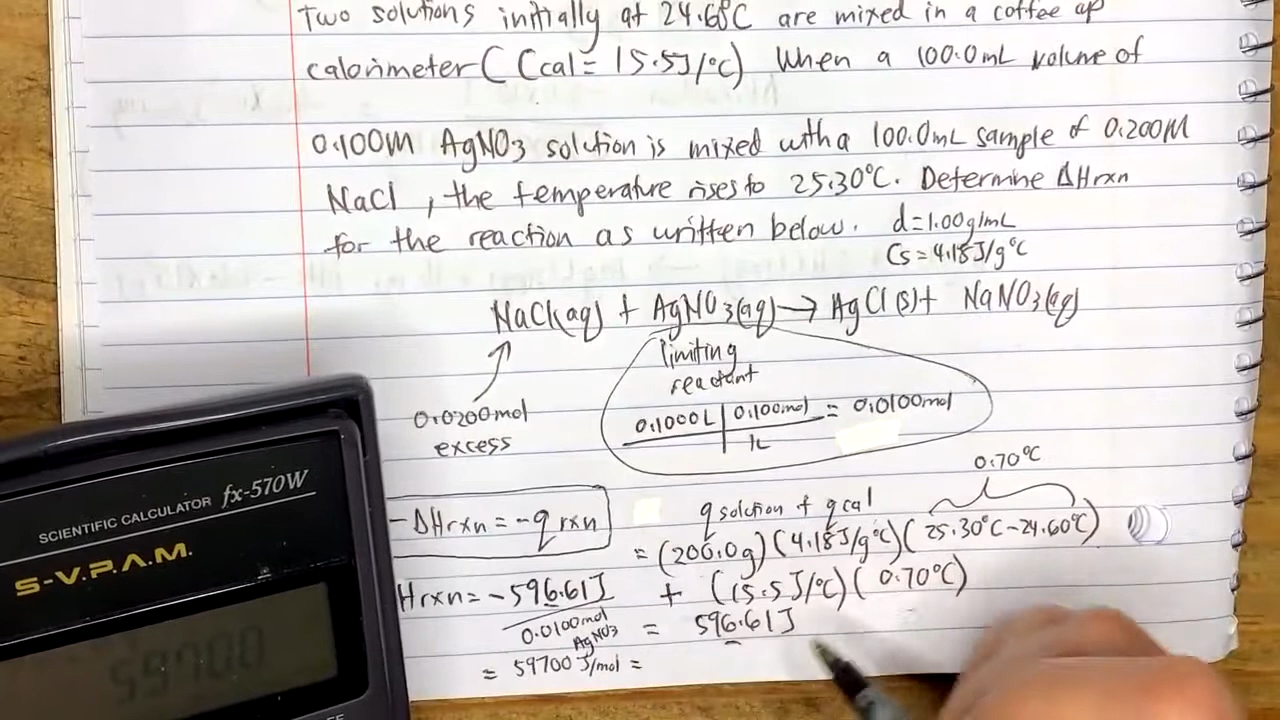 Two solutions initially at 24.60°C are mixed in a coffee cup
calorimeter (Ccal = 15.5J/°C) When a 100.0mL volume of
0.100M AgNO3 solution is mixed with a 100.0mL sample of 0.200M
NaCl, the temperature rises to 25.30°C. Determine ΔHrxn
for the reaction as written below. d=1.00g/mL
Cs=4.18J/g°C
NaCl(aq) + AgNO3(aq) → AgCl(s) + NaNO3(aq)
limiting
reactant
0.0200mol
excess
0.1000L | 0.100mol = 0.0100mol
1L
0.70°C
-ΔHrxn = -qrxn
qsolution + qcal
= (200.0g)(4.18J/g°C)(25.30°C-24.60°C)
+ (15.5J/°C)(0.70°C)
Hrxn = -596.61J
0.0100mol
AgNO3
= 596.61J
= 59700J/mol =
SCIENTIFIC CALCULATOR fx-570W
S-V.P.A.M.
59700